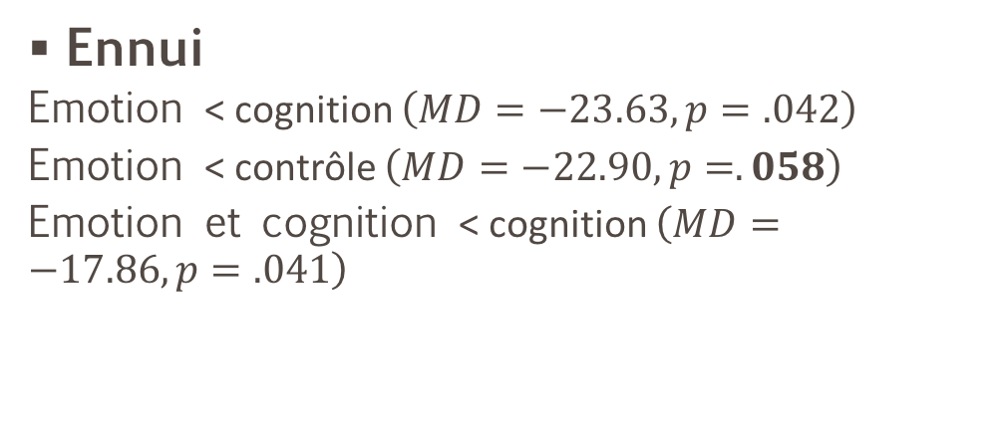 ▪ Ennui
Emotion < cognition (MD = −23.63, p = .042)
Emotion < contrôle (MD = −22.90, p =. 058)
Emotion et cognition < cognition (MD =
−17.86, p = .041)